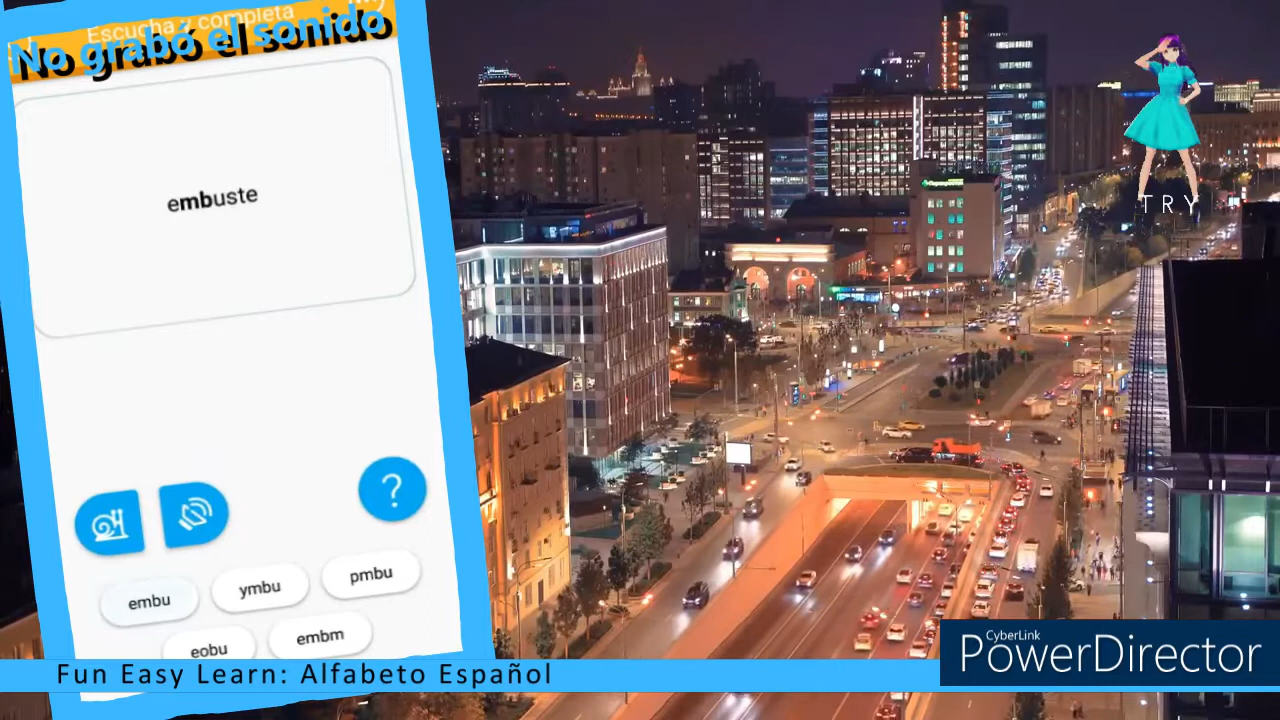 Escucha y completa
No grabó el sonido
embuste
?
embu
ymbu
pmbu
eobu
embm
TRY
Fun Easy Learn: Alfabeto Español
CyberLink
PowerDirector